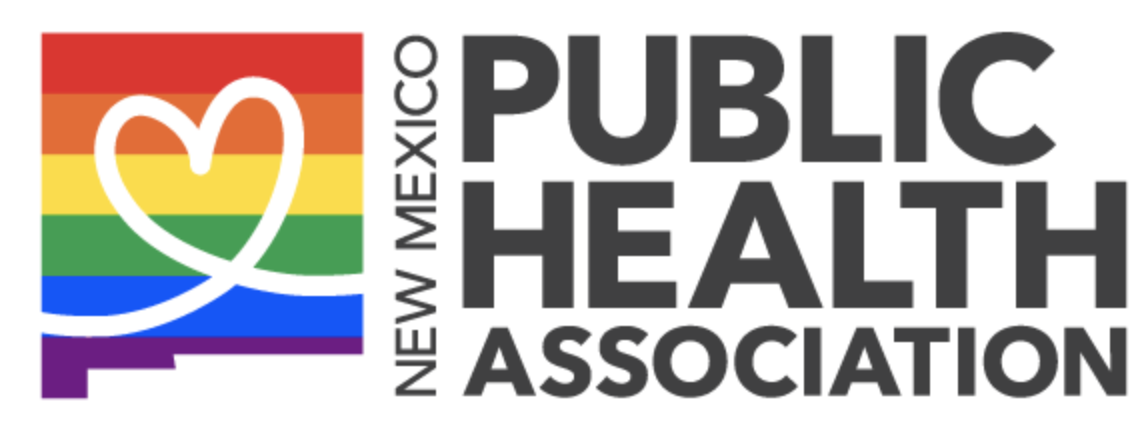 NEW MEXICO
PUBLIC
HEALTH
ASSOCIATION